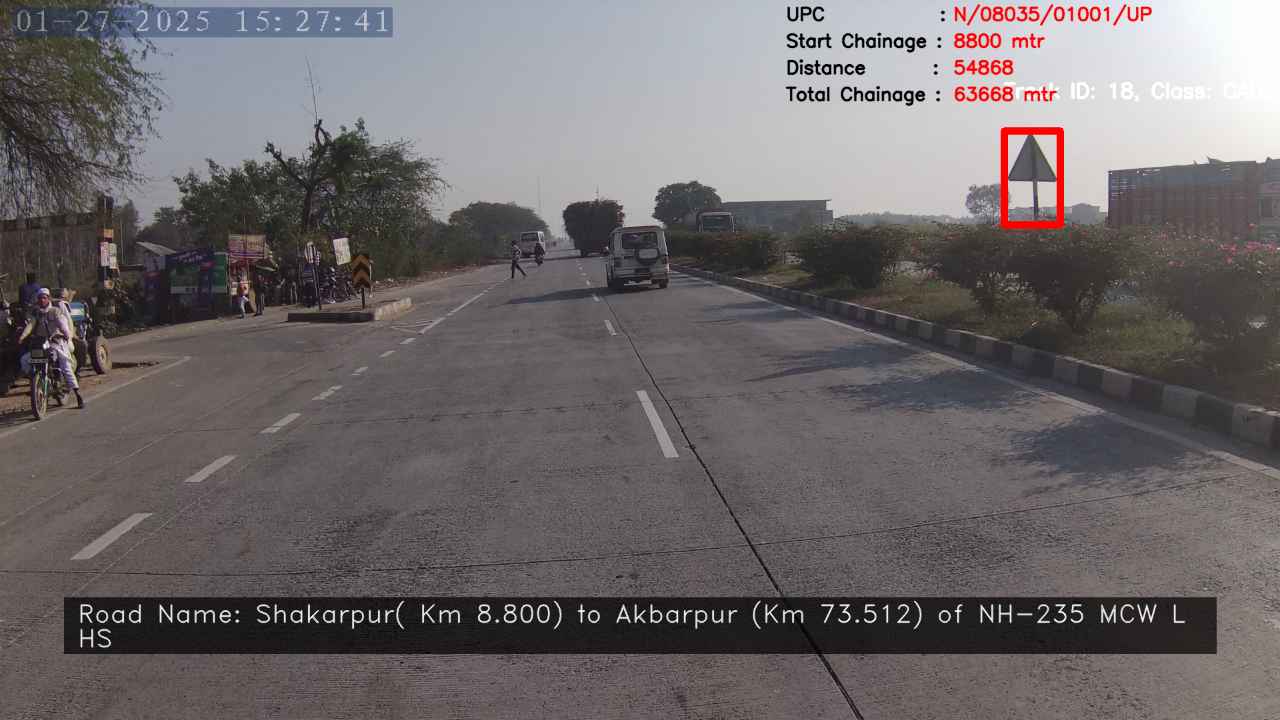 01-27-2025 15:27:41
UPC : N/08035/01001/UP
Start Chainage : 8800 mtr
Distance : 54868
Total Chainage : 63668 mtr
ID: 18, Class:
Road Name: Shakarpur( Km 8.800) to Akbarpur (Km 73.512) of NH-235 MCW L
HS